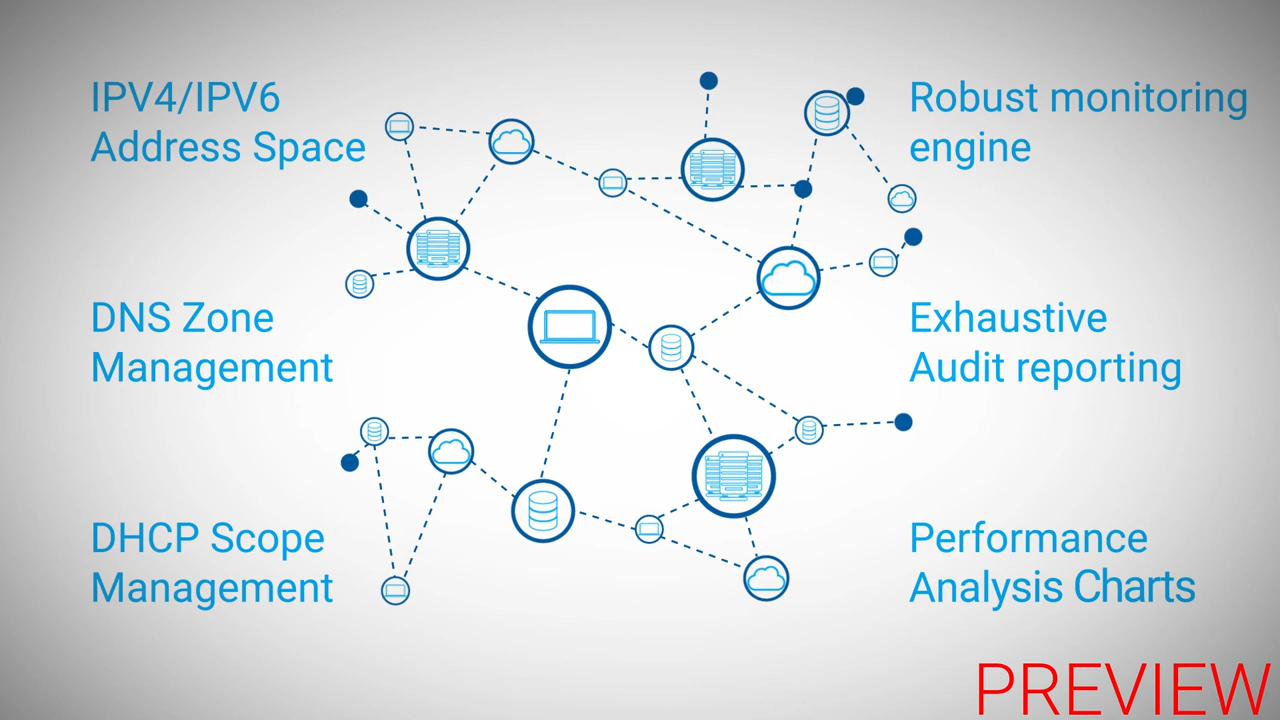 IPV4/IPV6
Address Space
DNS Zone
Management
DHCP Scope
Management
Robust monitoring
engine
Exhaustive
Audit reporting
Performance
Analysis Charts
PREVIEW